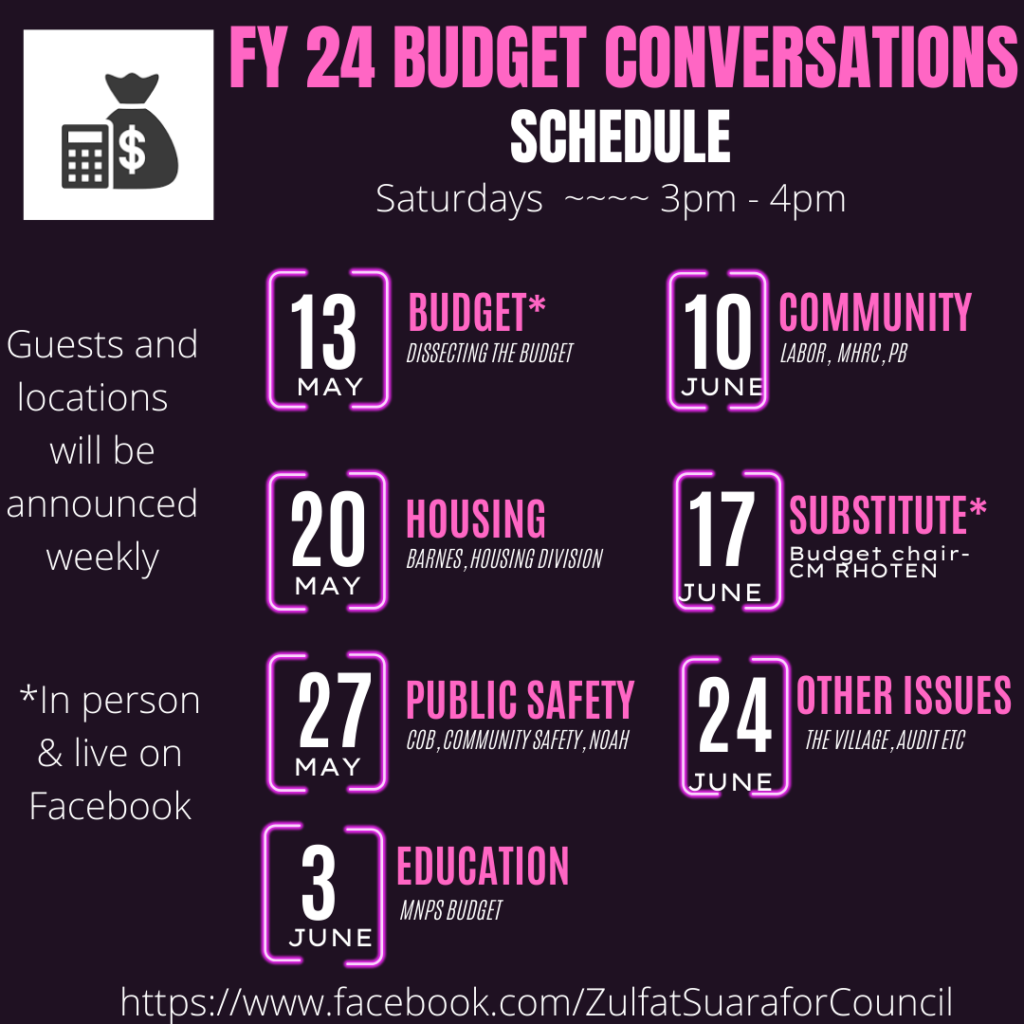 FY 24 BUDGET CONVERSATIONS
SCHEDULE
Saturdays ~~~~ 3pm - 4pm
$
Guests and
locations
will be
announced
weekly
*In person
& live on
Facebook
13
MAY
BUDGET*
DISSECTING THE BUDGET
20
MAY
HOUSING
BARNES, HOUSING DIVISION
27
MAY
PUBLIC SAFETY
COB, COMMUNITY SAFETY, NOAH
3
JUNE
EDUCATION
MNPS BUDGET
10
JUNE
COMMUNITY
LABOR, MHRC, PB
17
JUNE
SUBSTITUTE*
Budget chair-
CM RHOTEN
24
JUNE
OTHER ISSUES
THE VILLAGE, AUDIT ETC
https://www.facebook.com/ZulfatSuaraforCouncil